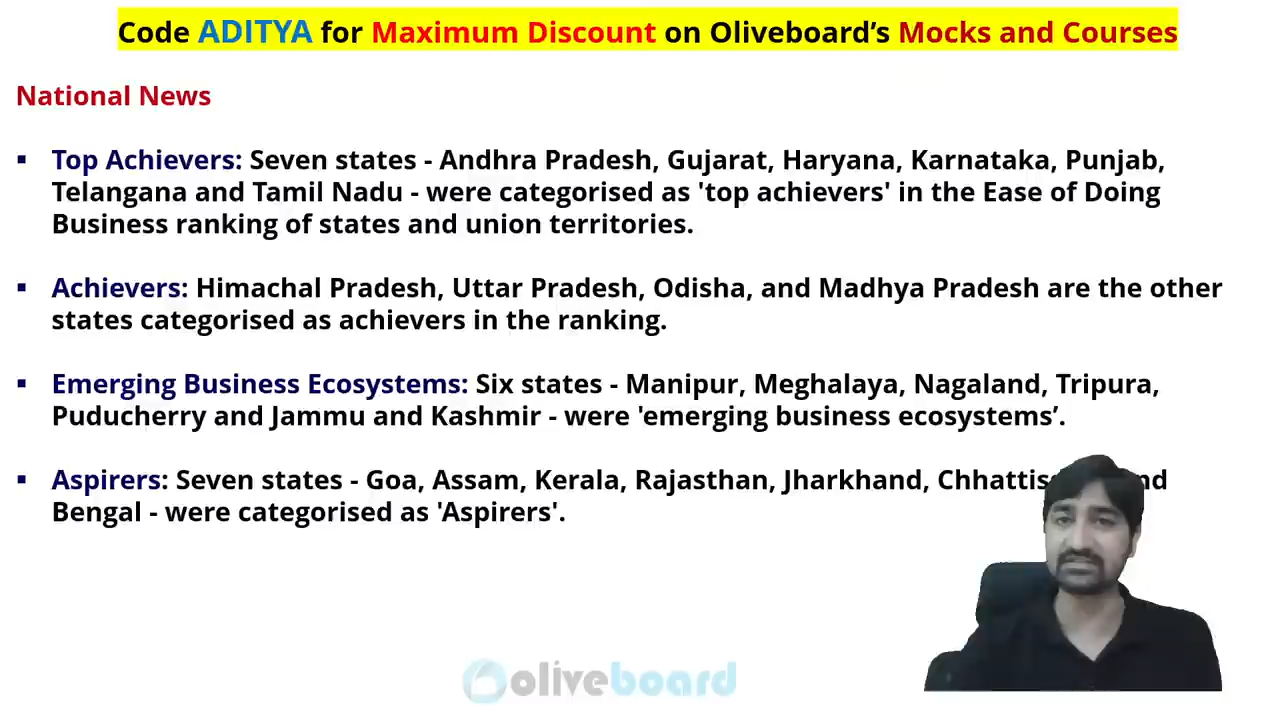 Code ADITYA for Maximum Discount on Oliveboard’s Mocks and Courses
National News
▪ Top Achievers: Seven states - Andhra Pradesh, Gujarat, Haryana, Karnataka, Punjab,
Telangana and Tamil Nadu - were categorised as 'top achievers' in the Ease of Doing
Business ranking of states and union territories.
▪ Achievers: Himachal Pradesh, Uttar Pradesh, Odisha, and Madhya Pradesh are the other
states categorised as achievers in the ranking.
▪ Emerging Business Ecosystems: Six states - Manipur, Meghalaya, Nagaland, Tripura,
Puducherry and Jammu and Kashmir - were 'emerging business ecosystems’.
▪ Aspirers: Seven states - Goa, Assam, Kerala, Rajasthan, Jharkhand,
Bengal - were categorised as 'Aspirers'.
oliveboard